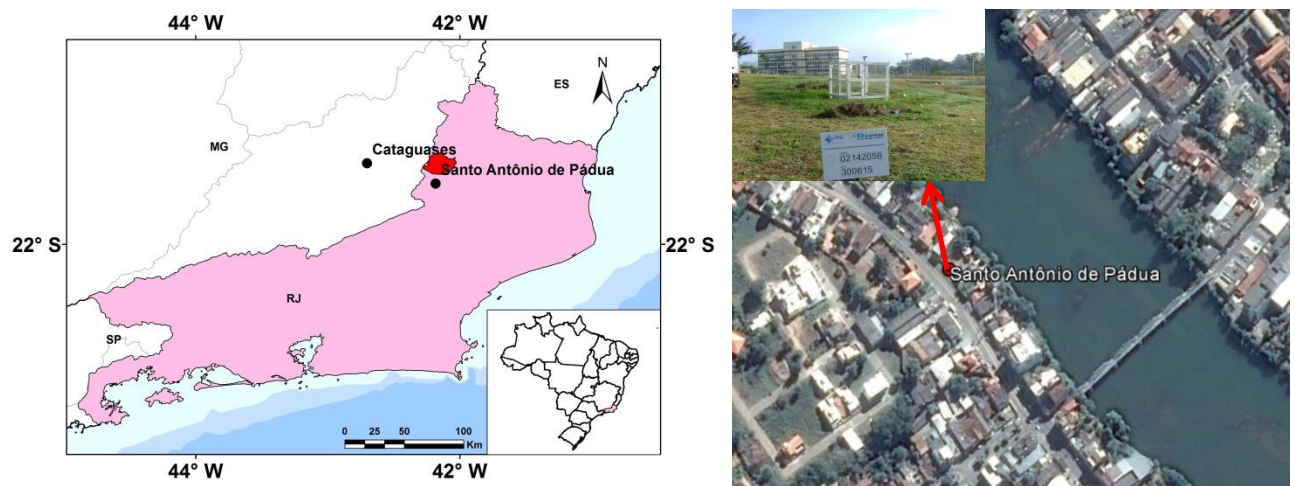 44° W
42° W
N
ES
MG
Cataguases
Santo Antônio de Pádua
22° S
22° S
RJ
SP
0 25 50 100
Km
44° W
42° W
02142058
300615
Santo Antônio de Pádua